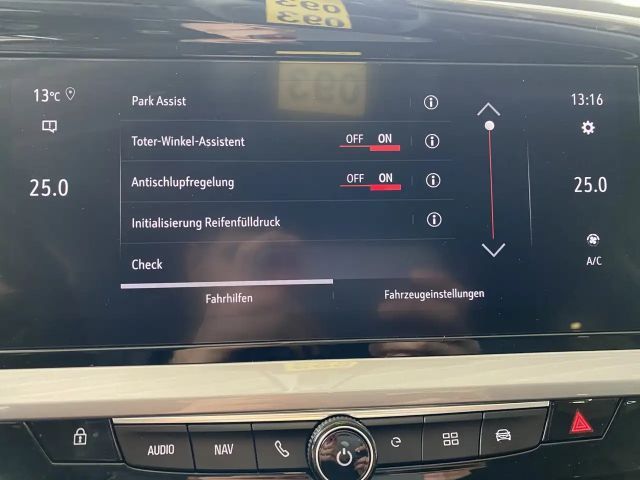 093
13°C
Park Assist
13:16
Toter-Winkel-Assistent OFF ON
25.0
Antischlupfregelung OFF ON
25.0
Initialisierung Reifenfülldruck
Check
A/C
Fahrhilfen
Fahrzeugeinstellungen
AUDIO
NAV